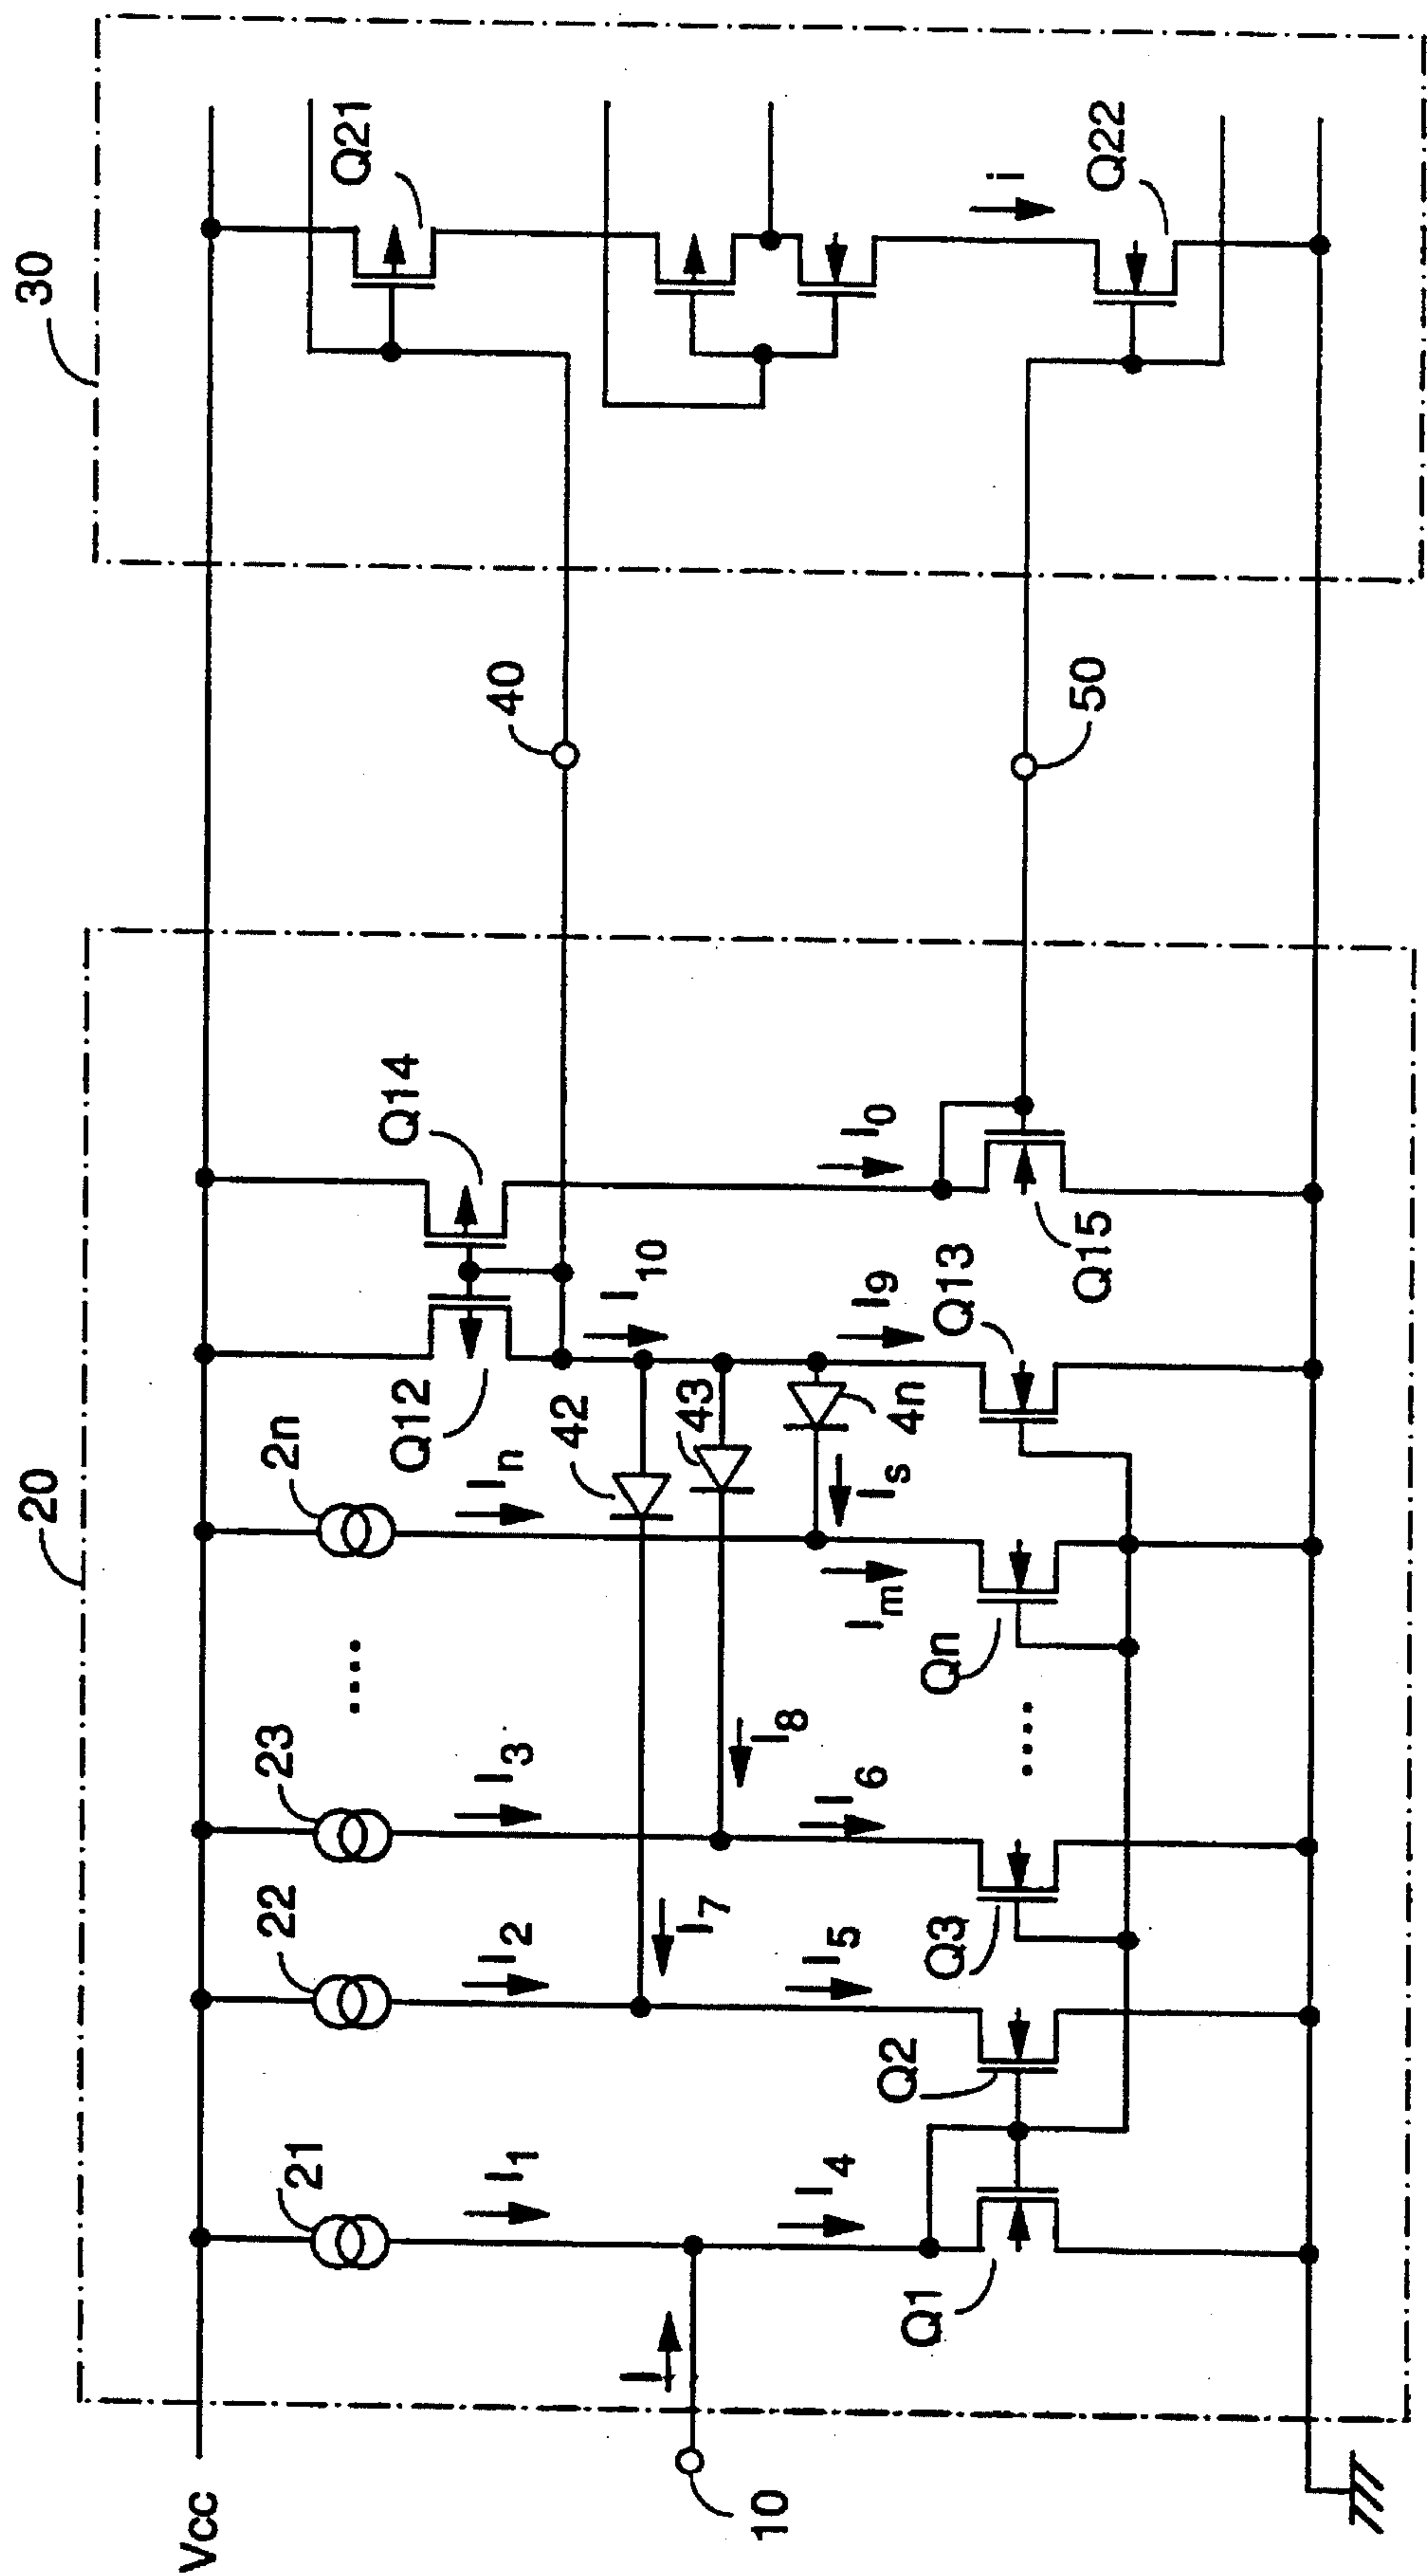 30
Q21
Q22
i
40
50
20
Q14
I0
Q15
Q12
I10
I9
Q13
2n
In
42
43
4n
Is
Im
Qn
....
....
23
I3
I8
I6
Q3
22
I2
I7
I5
Q2
21
I1
I4
Q1
I
10
Vcc